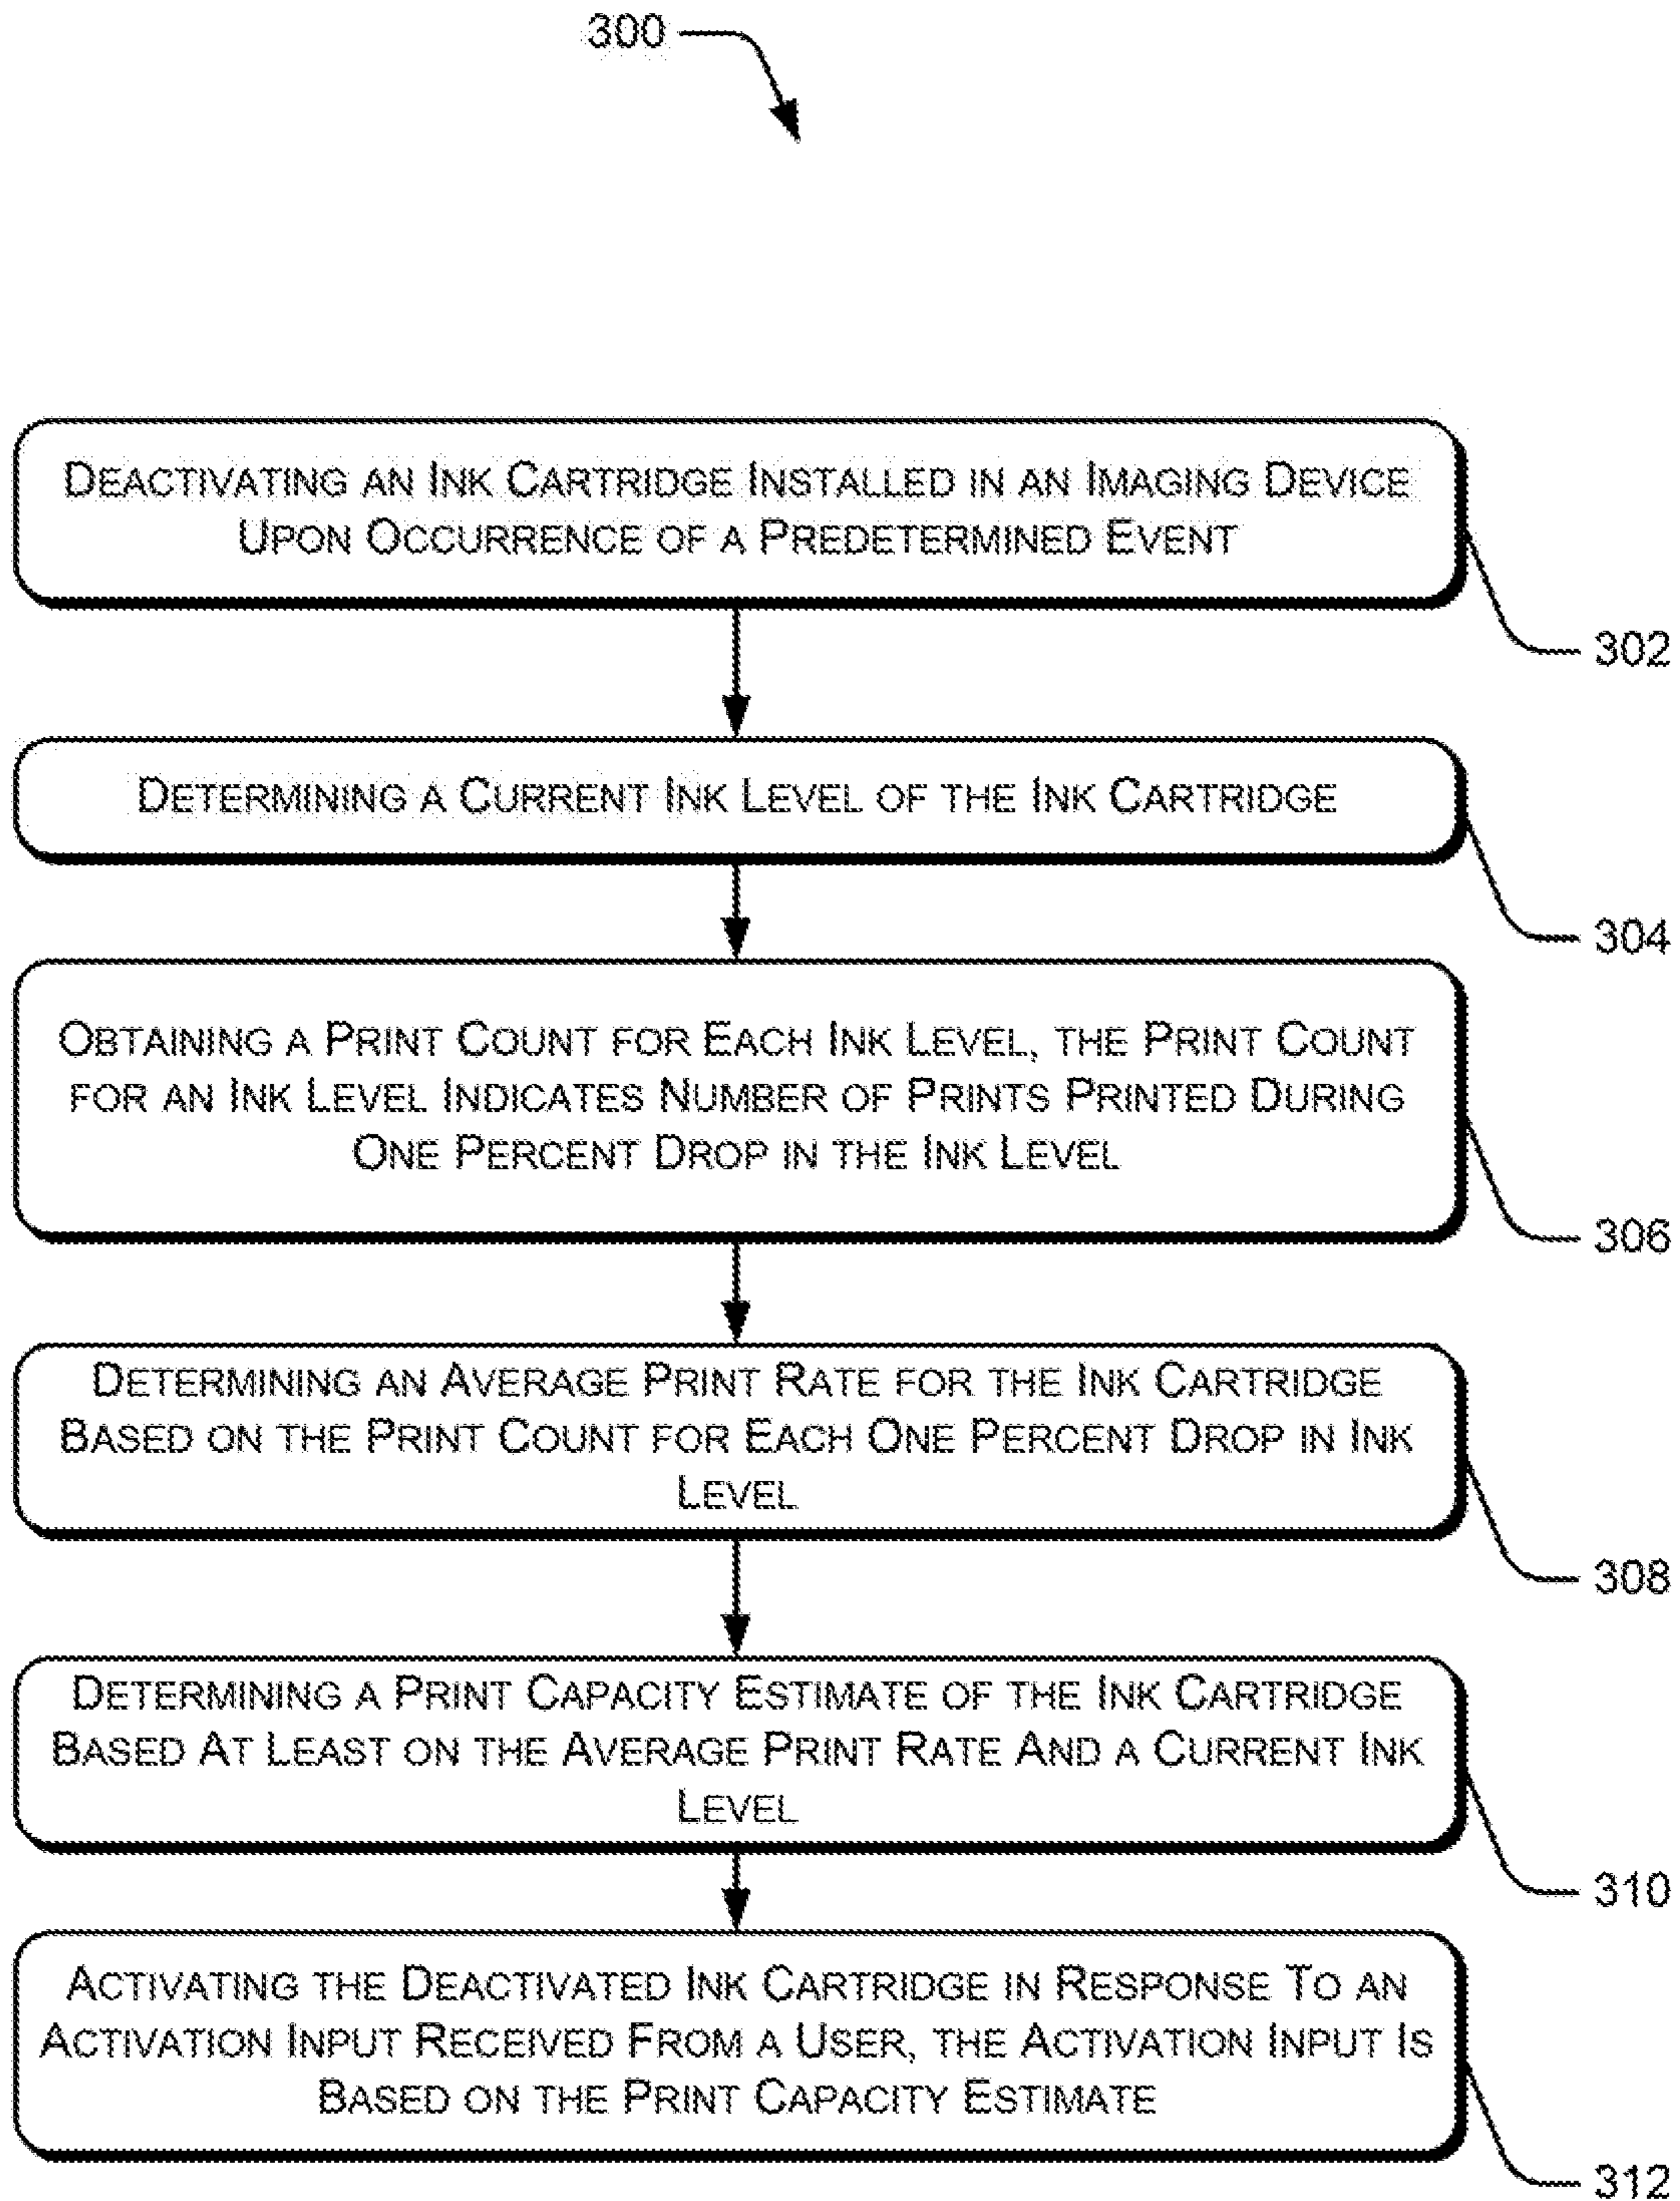 300
DEACTIVATING AN INK CARTRIDGE INSTALLED IN AN IMAGING DEVICE
UPON OCCURRENCE OF A PREDETERMINED EVENT
302
DETERMINING A CURRENT INK LEVEL OF THE INK CARTRIDGE
304
OBTAINING A PRINT COUNT FOR EACH INK LEVEL, THE PRINT COUNT
FOR AN INK LEVEL INDICATES NUMBER OF PRINTS PRINTED DURING
ONE PERCENT DROP IN THE INK LEVEL
306
DETERMINING AN AVERAGE PRINT RATE FOR THE INK CARTRIDGE
BASED ON THE PRINT COUNT FOR EACH ONE PERCENT DROP IN INK
LEVEL
308
DETERMINING A PRINT CAPACITY ESTIMATE OF THE INK CARTRIDGE
BASED AT LEAST ON THE AVERAGE PRINT RATE AND A CURRENT INK
LEVEL
310
ACTIVATING THE DEACTIVATED INK CARTRIDGE IN RESPONSE TO AN
ACTIVATION INPUT RECEIVED FROM A USER, THE ACTIVATION INPUT IS
BASED ON THE PRINT CAPACITY ESTIMATE
312